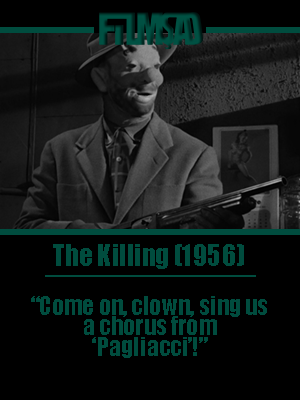 FILMSAD
The Killing (1956)
“Come on, clown, sing us
a chorus from
‘Pagliacci’!”